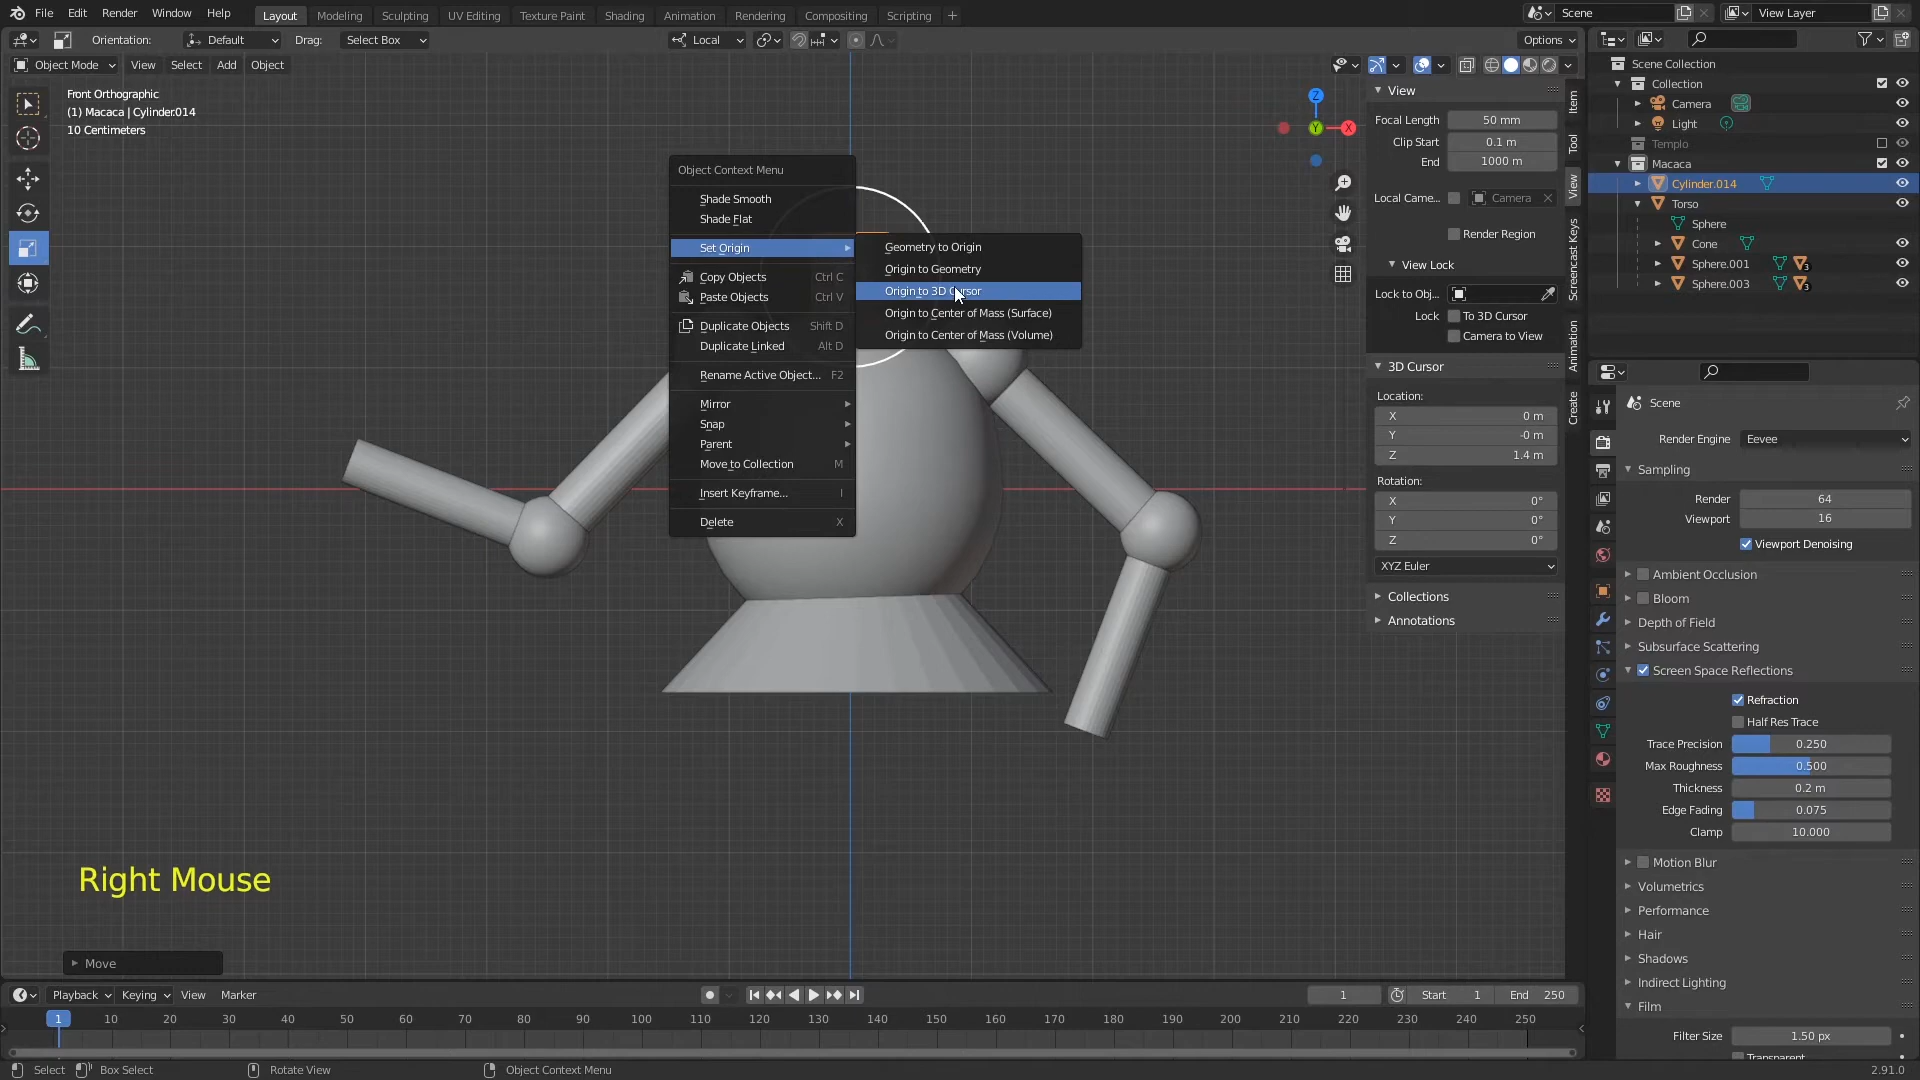 File Edit Render Window Help
Layout Modeling Sculpting UV Editing Texture Paint Shading Animation Rendering Compositing Scripting +
Scene
View Layer
Orientation: Default Drag: Select Box
Local
Options
Object Mode View Select Add Object
Front Orthographic
(1) Macaca | Cylinder.014
10 Centimeters
Z
Y
X
Object Context Menu
Shade Smooth
Shade Flat
Set Origin
Copy Objects Ctrl C
Paste Objects Ctrl V
Duplicate Objects Shift D
Duplicate Linked Alt D
Rename Active Object... F2
Mirror
Snap
Parent
Move to Collection M
Insert Keyframe... I
Delete X
Geometry to Origin
Origin to Geometry
Origin to 3D Cursor
Origin to Center of Mass (Surface)
Origin to Center of Mass (Volume)
View
Focal Length 50 mm
Clip Start 0.1 m
End 1000 m
Local Came.. Camera
Render Region
View Lock
Lock to Obj..
Lock To 3D Cursor
Camera to View
3D Cursor
Location:
X 0 m
Y -0 m
Z 1.4 m
Rotation:
X 0°
Y 0°
Z 0°
XYZ Euler
Collections
Annotations
Item
Tool
View
Screencast Keys
Animation
Create
Scene Collection
Collection
Camera
Light
Templo
Macaca
Cylinder.014
Torso
Sphere
Cone
Sphere.001 3
Sphere.003 3
Scene
Render Engine Eevee
Sampling
Render 64
Viewport 16
Viewport Denoising
Ambient Occlusion
Bloom
Depth of Field
Subsurface Scattering
Screen Space Reflections
Refraction
Half Res Trace
Trace Precision 0.250
Max Roughness 0.500
Thickness 0.2 m
Edge Fading 0.075
Clamp 10.000
Motion Blur
Volumetrics
Performance
Hair
Shadows
Indirect Lighting
Film
Filter Size 1.50 px
Transparent
Right Mouse
Move
Playback Keying View Marker
1 Start 1 End 250
1 10 20 30 40 50 60 70 80 90 100 110 120 130 140 150 160 170 180 190 200 210 220 230 240 250
Select Box Select Rotate View Object Context Menu 2.91.0